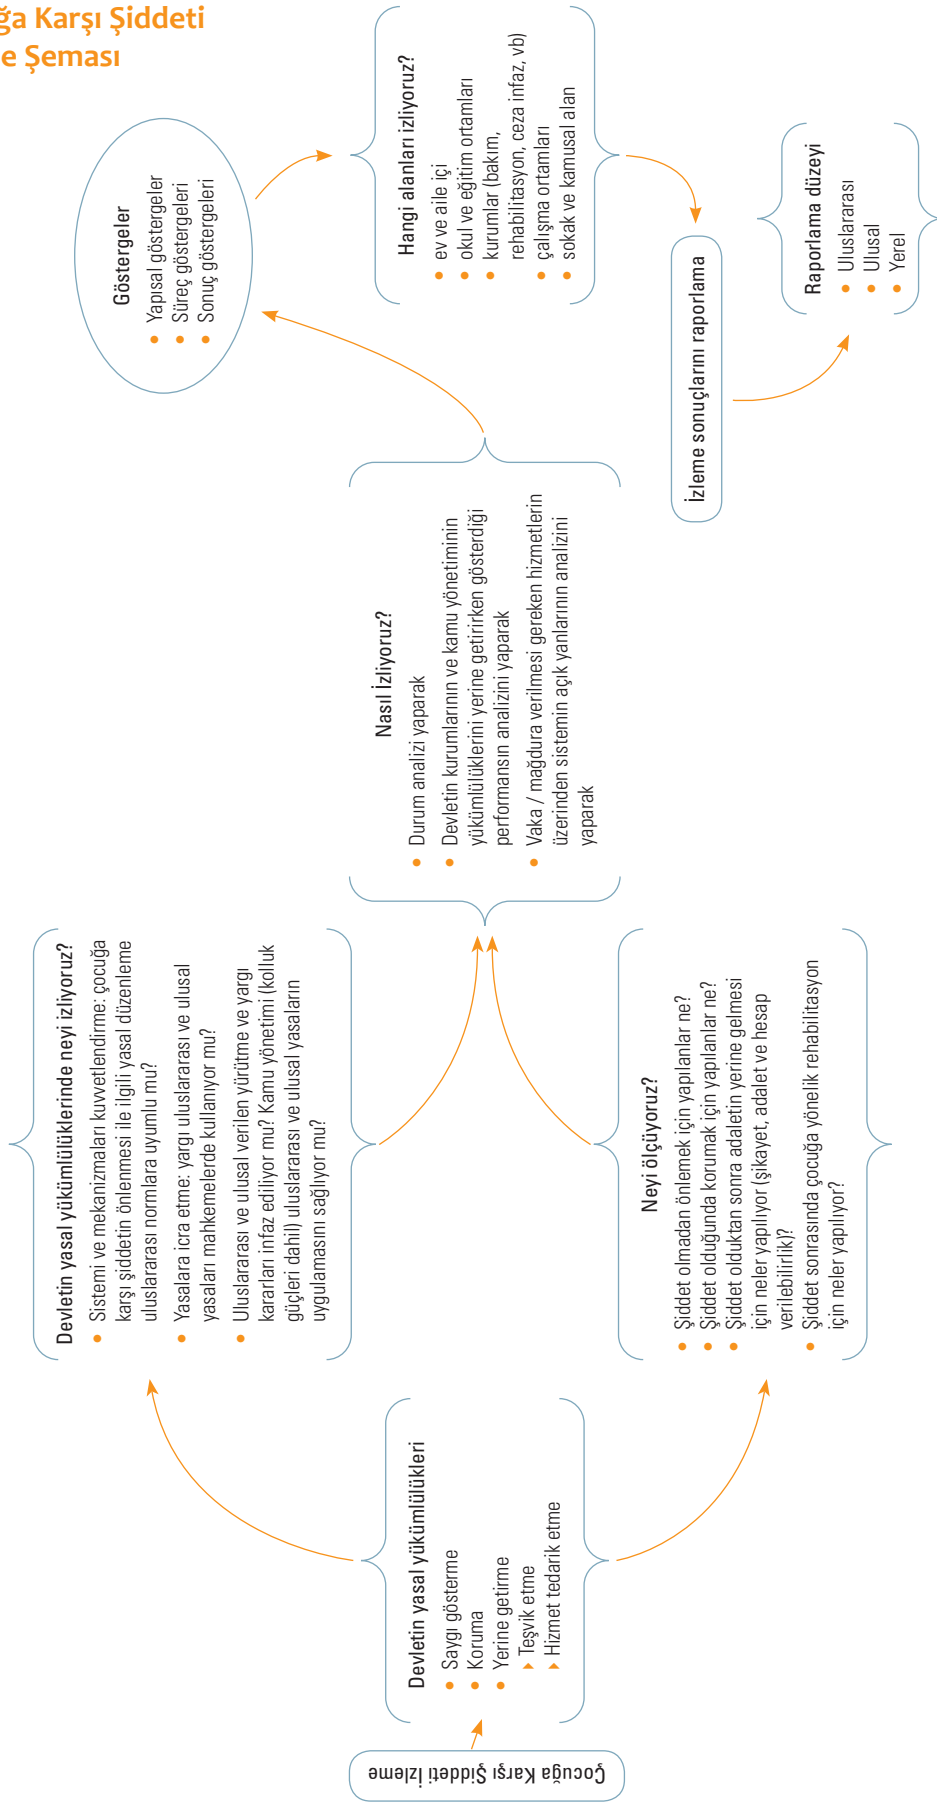 ğa Karşı Şiddeti
e Şeması
Çocuğa Karşı Şiddeti İzleme
Devletin yasal yükümlülükleri
Saygı gösterme
Koruma
Yerine getirme
Teşvik etme
Hizmet tedarik etme
Devletin yasal yükümlülüklerinde neyi izliyoruz?
Sistemi ve mekanizmaları kuvvetlendirme: çocuğa
karşı şiddetin önlenmesi ile ilgili yasal düzenleme
uluslararası normlara uyumlu mu?
Yasalara icra etme: yargı uluslararası ve ulusal
yasaları mahkemelerde kullanıyor mu?
Uluslararası ve ulusal verilen yürütme ve yargı
kararları infaz ediliyor mu? Kamu yönetimi (kolluk
güçleri dahil) uluslararası ve ulusal yasaların
uygulamasını sağlıyor mu?
Neyi ölçüyoruz?
Şiddet olmadan önlemek için yapılanlar ne?
Şiddet olduğunda korumak için yapılanlar ne?
Şiddet olduktan sonra adaletin yerine gelmesi
için neler yapılıyor (şikayet, adalet ve hesap
verilebilirlik)?
Şiddet sonrasında çocuğa yönelik rehabilitasyon
için neler yapılıyor?
Nasıl İzliyoruz?
Durum analizi yaparak
Devletin kurumlarının ve kamu yönetiminin
yükümlülüklerini yerine getirirken gösterdiği
performansın analizini yaparak
Vaka / mağdura verilmesi gereken hizmetlerin
üzerinden sistemin açık yanlarının analizini
yaparak
Göstergeler
Yapısal göstergeler
Süreç göstergeleri
Sonuç göstergeleri
Hangi alanları izliyoruz?
ev ve aile içi
okul ve eğitim ortamları
kurumlar (bakım,
rehabilitasyon, ceza infaz, vb)
çalışma ortamları
sokak ve kamusal alan
İzleme sonuçlarını raporlama
Raporlama düzeyi
Uluslararası
Ulusal
Yerel